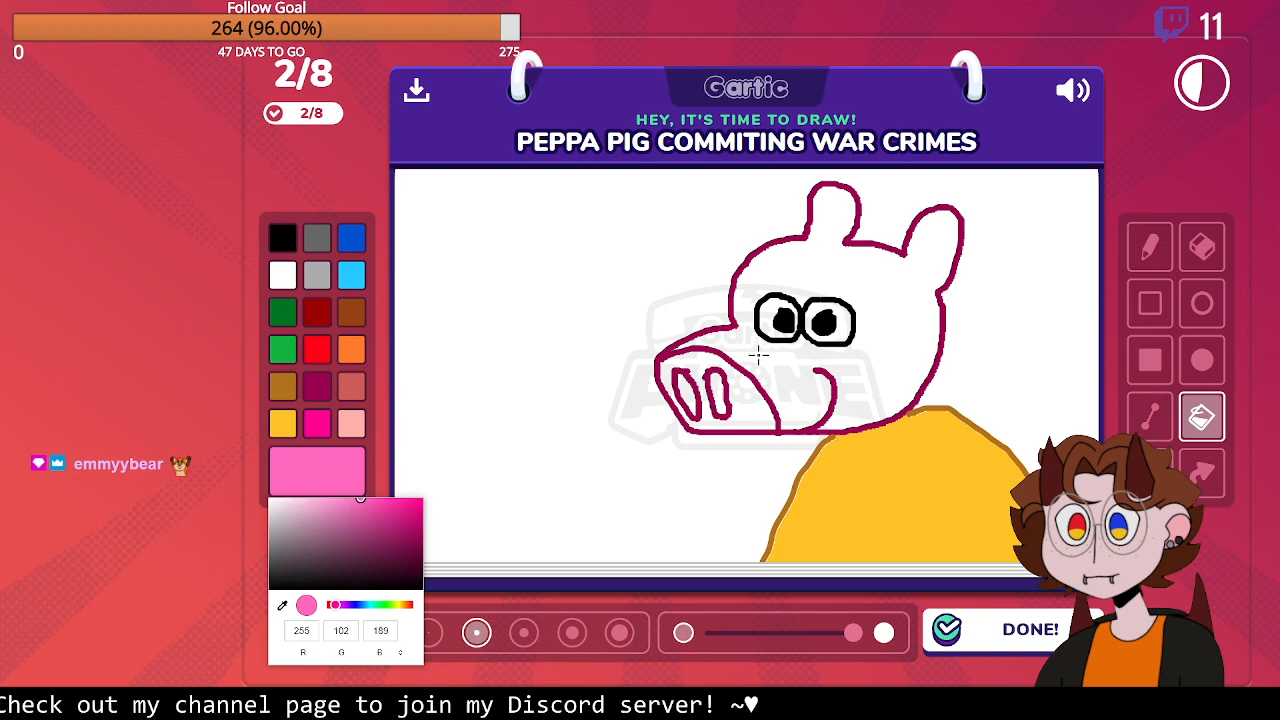 Follow Goal
264 (96.00%)
0
47 DAYS TO GO
275
11
2/8
2/8
Gartic
HEY, IT'S TIME TO DRAW!
PEPPA PIG COMMITING WAR CRIMES
emmyybear
255
102
189
R
G
B
DONE!
Check out my channel page to join my Discord server! ~♥